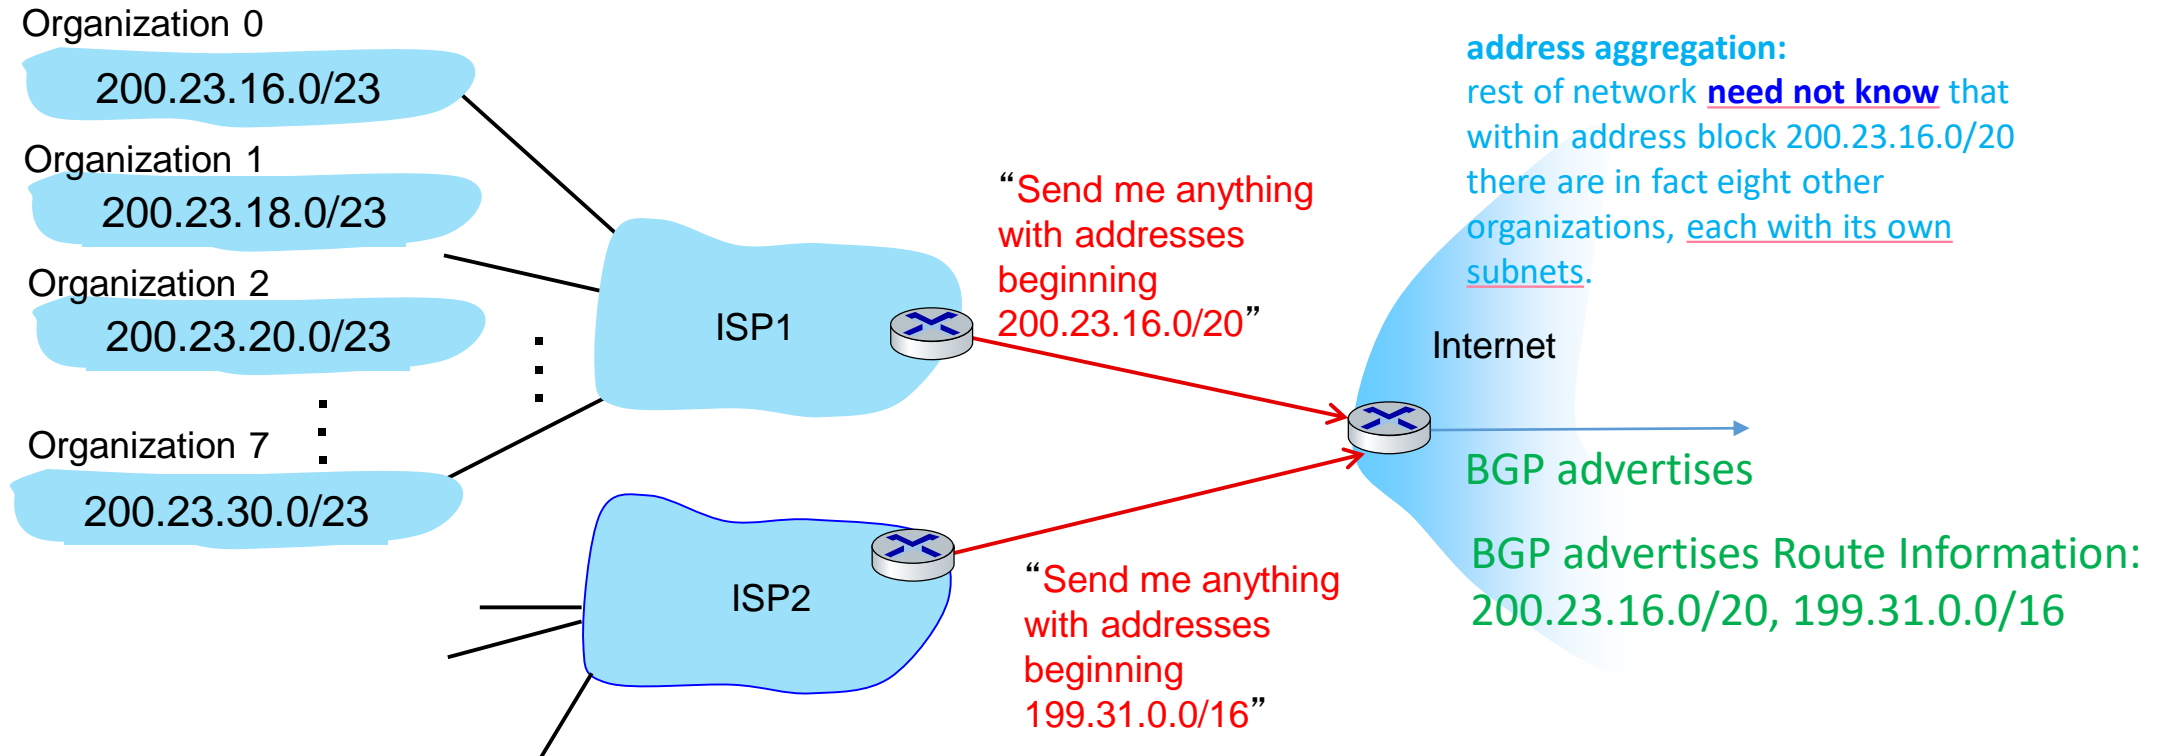 Organization 0
200.23.16.0/23
Organization 1
200.23.18.0/23
Organization 2
200.23.20.0/23
Organization 7
200.23.30.0/23
ISP1
“Send me anything
with addresses
beginning
200.23.16.0/20”
ISP2
“Send me anything
with addresses
beginning
199.31.0.0/16”
address aggregation:
rest of network need not know that
within address block 200.23.16.0/20
there are in fact eight other
organizations, each with its own
subnets.
Internet
BGP advertises
BGP advertises Route Information:
200.23.16.0/20, 199.31.0.0/16